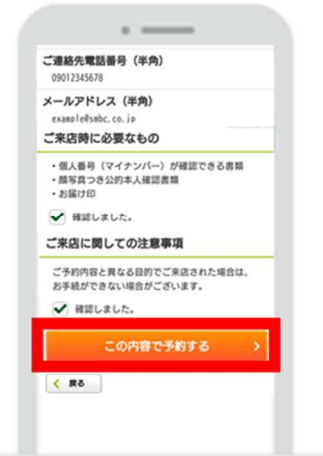 ご連絡先電話番号（半角）
09012345678
メールアドレス（半角）
example@smbc.co.jp
ご来店時に必要なもの
・個人番号（マイナンバー）が確認できる書類
・顔写真つき公的本人確認書類
・お届け印
確認しました。
ご来店に関しての注意事項
ご予約内容と異なる目的でご来店された場合は、
お手続ができない場合がございます。
確認しました。
この内容で予約する
戻る